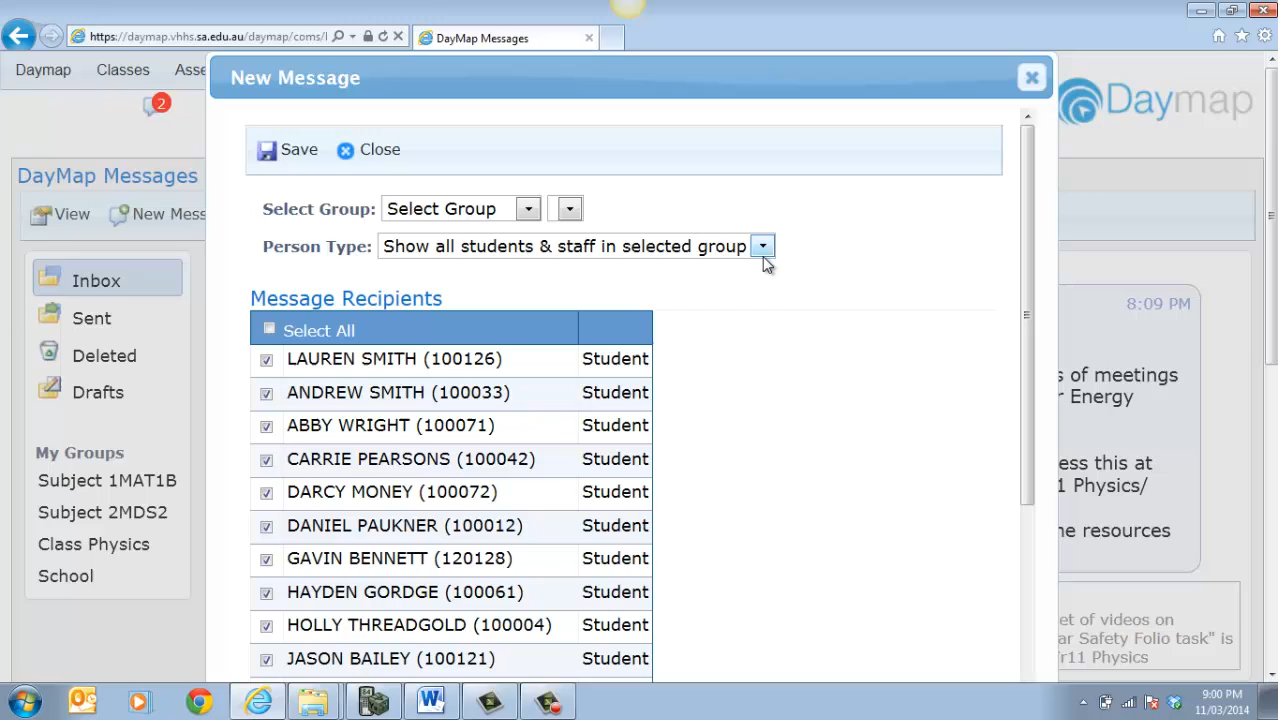 https://daymap.vhhs.sa.edu.au/daymap/coms/l
DayMap Messages
Daymap
Classes
Asse
2
Daymap
New Message
Save
Close
DayMap Messages
View
New Mess
Select Group: Select Group
Person Type: Show all students & staff in selected group
Inbox
Sent
Deleted
Drafts
My Groups
Subject 1MAT1B
Subject 2MDS2
Class Physics
School
Message Recipients
Select All
LAUREN SMITH (100126) Student
ANDREW SMITH (100033) Student
ABBY WRIGHT (100071) Student
CARRIE PEARSONS (100042) Student
DARCY MONEY (100072) Student
DANIEL PAUKNER (100012) Student
GAVIN BENNETT (120128) Student
HAYDEN GORDGE (100061) Student
HOLLY THREADGOLD (100004) Student
JASON BAILEY (100121) Student
8:09 PM
s of meetings
r Energy
ess this at
1 Physics/
ne resources
et of videos on
ar Safety Folio task" is
r11 Physics
9:00 PM
11/03/2014